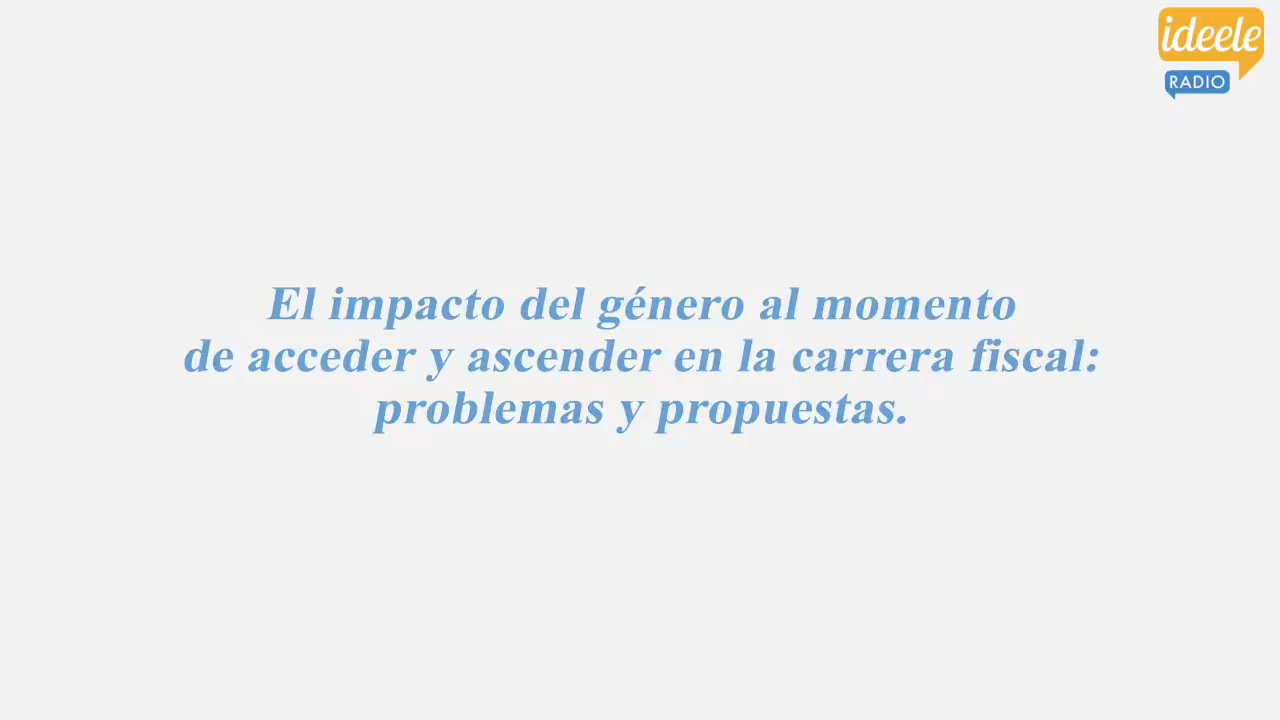 ideele
RADIO
El impacto del género al momento
de acceder y ascender en la carrera fiscal:
problemas y propuestas.